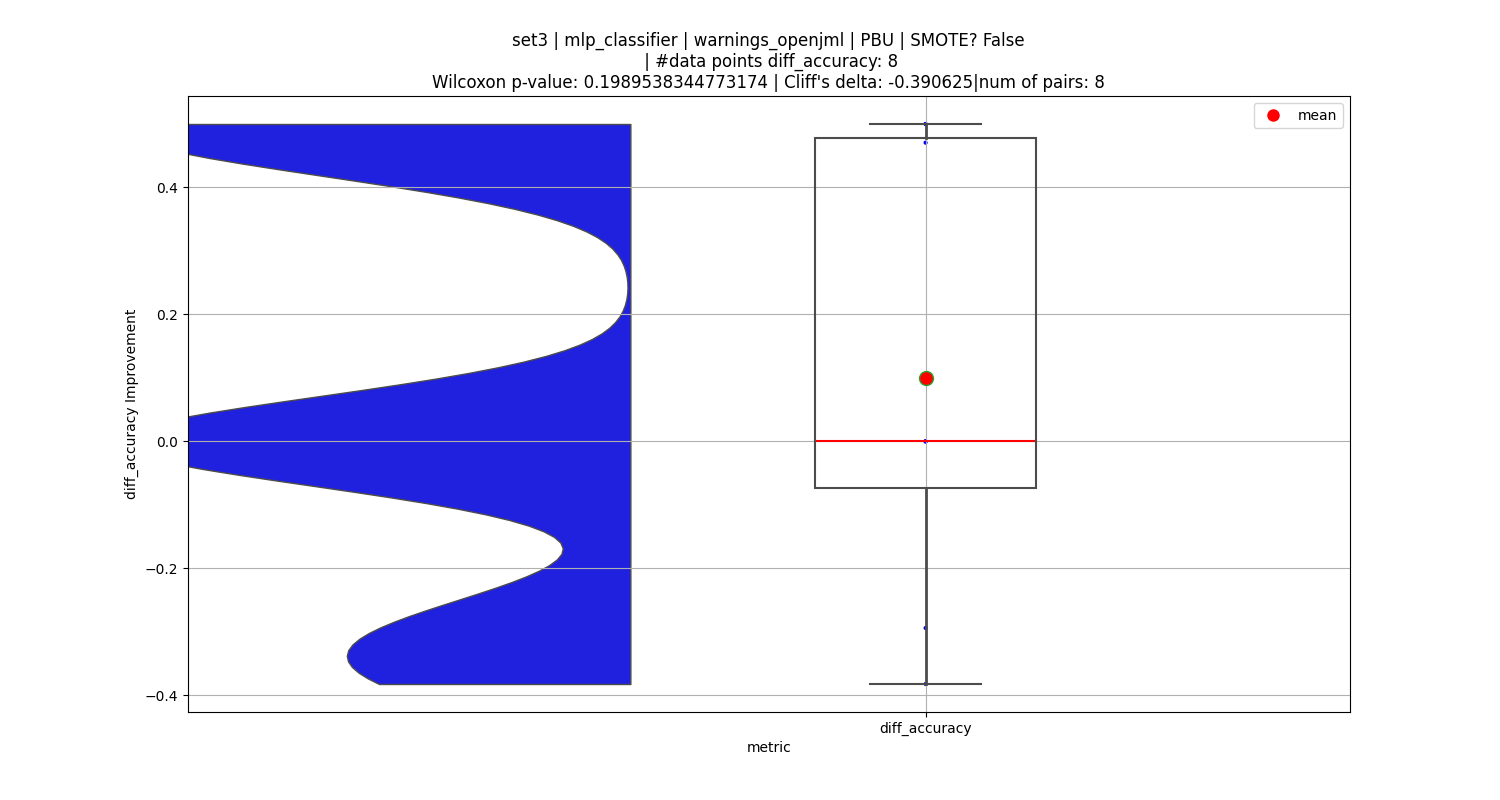 set3 | mlp_classifier | warnings_openjml | PBU | SMOTE? False
| #data points diff_accuracy: 8
Wilcoxon p-value: 0.1989538344773174 | Cliff's delta: -0.390625|num of pairs: 8
mean
0.4
0.2
0.0
−0.2
−0.4
diff_accuracy Improvement
diff_accuracy
metric